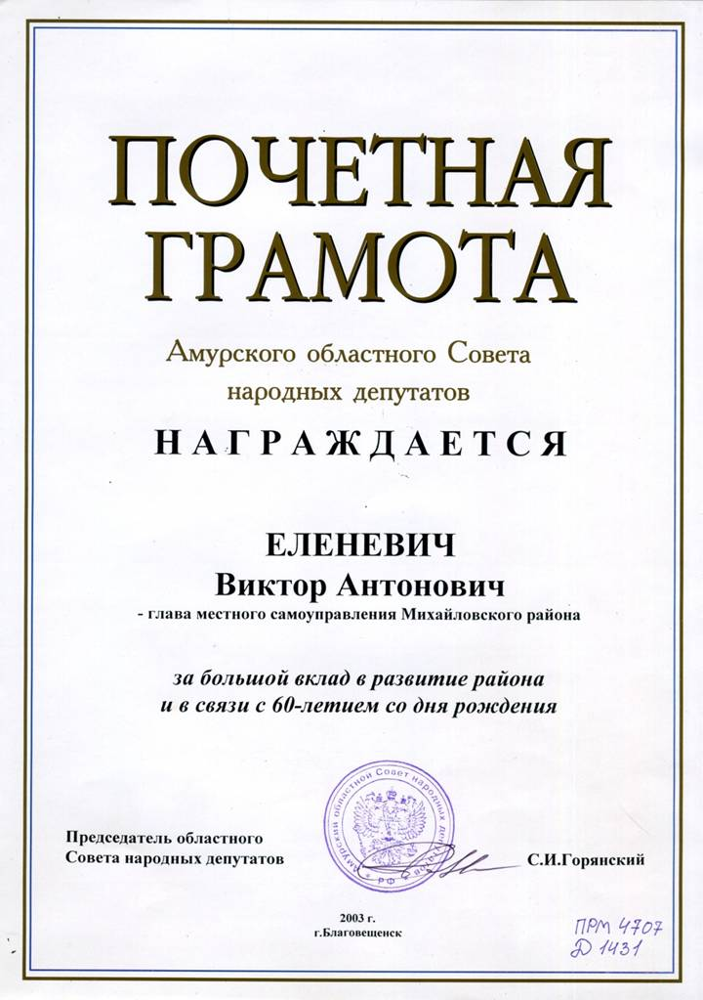 ПОЧЕТНАЯ
ГРАМОТА
Амурского областного Совета
народных депутатов
НАГРАЖДАЕТСЯ
ЕЛЕНЕВИЧ
Виктор Антонович
- глава местного самоуправления Михайловского района
за большой вклад в развитие района
и в связи с 60-летием со дня рождения
Амурский областной Совет народных депутатов
* РФ *
Председатель областного
Совета народных депутатов
С.И.Горянский
2003 г.
г.Благовещенск
ПРМ 4707
Д 1431